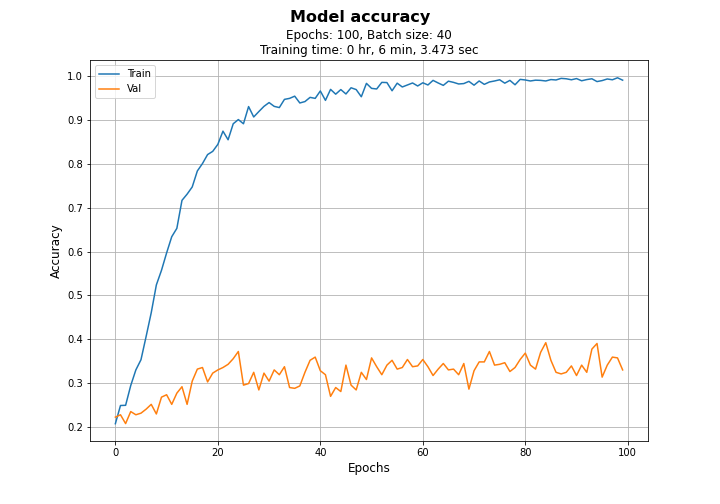 Model accuracy
Epochs: 100, Batch size: 40
Training time: 0 hr, 6 min, 3.473 sec
Train
Val
1.0
0.9
0.8
0.7
0.6
0.5
0.4
0.3
0.2
Accuracy
0 20 40 60 80 100
Epochs